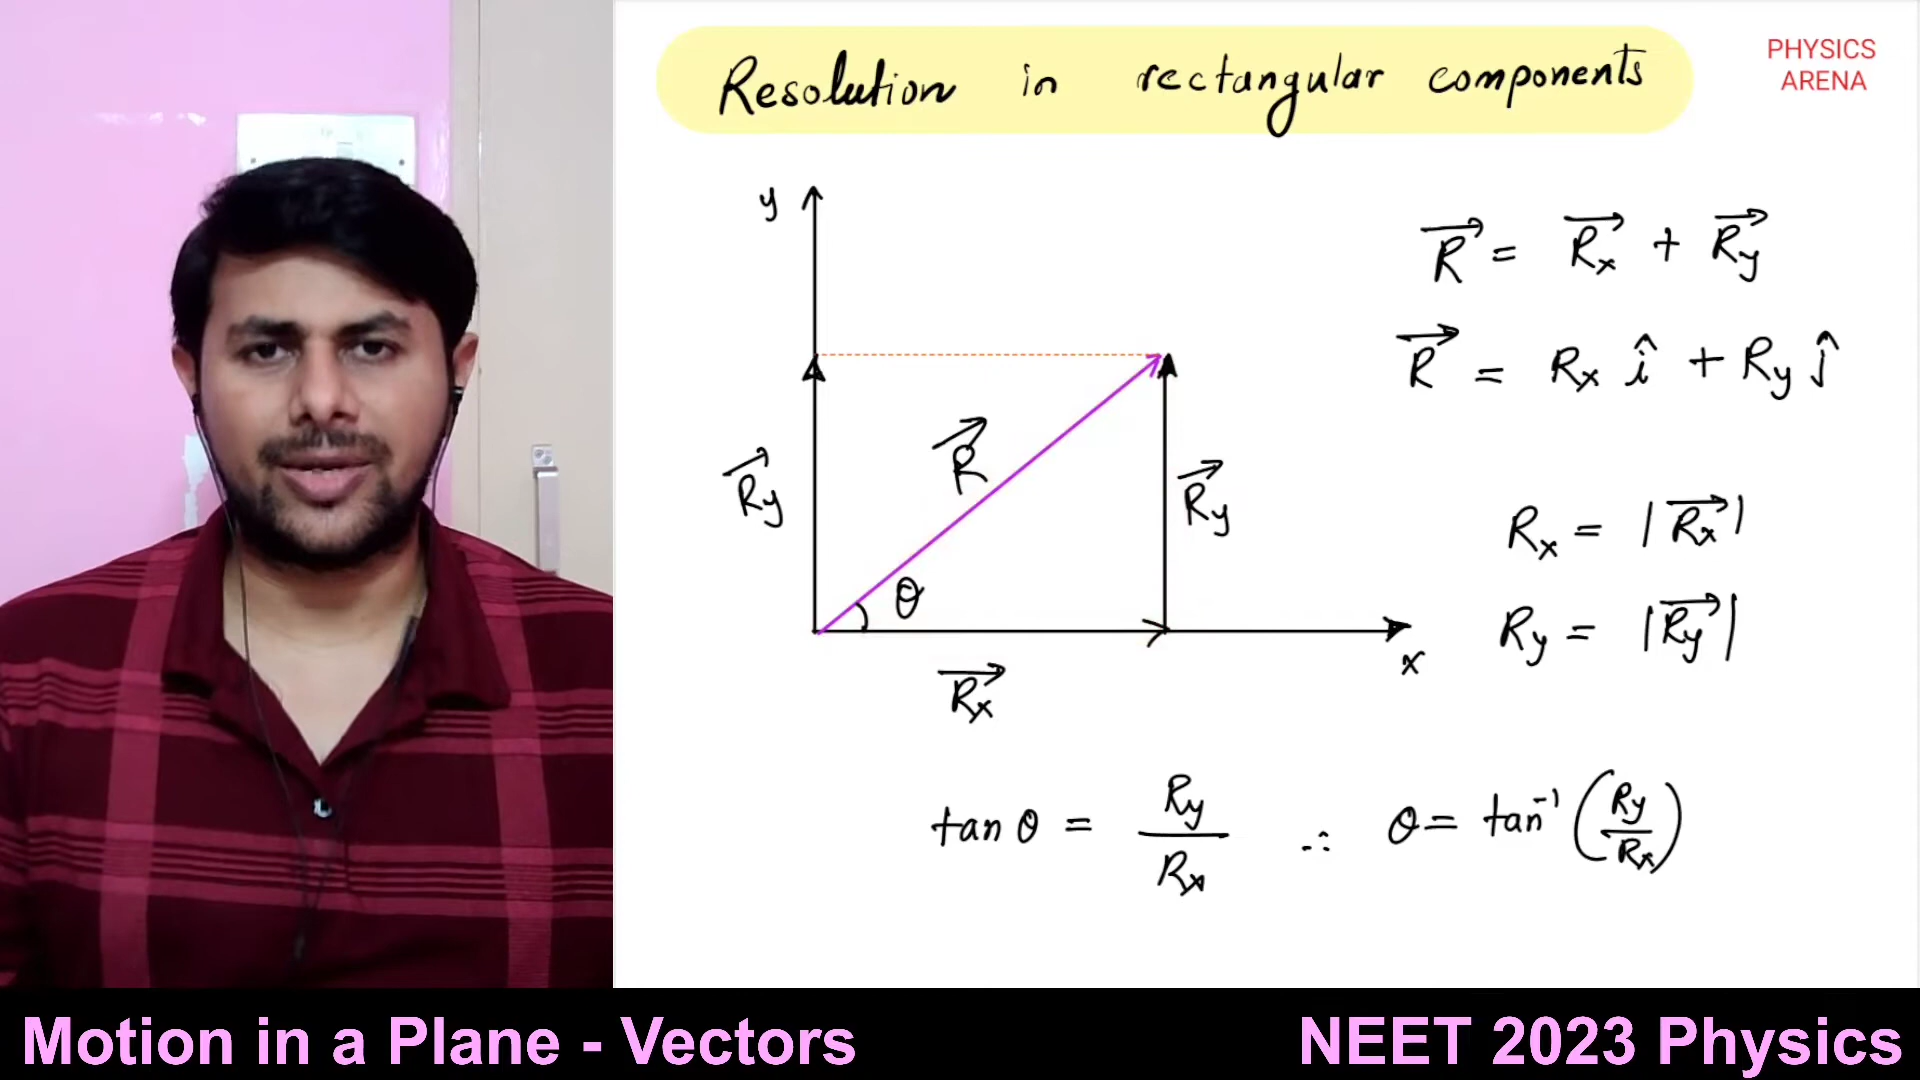 Resolution in rectangular components
PHYSICS
ARENA
y
R⃗ = R⃗x + R⃗y
R⃗ = Rx î + Ry ĵ
R⃗
R⃗y
R⃗y
Rx = |R⃗x|
θ
Ry = |R⃗y|
x
R⃗x
tan θ = Ry/Rx ∴ θ = tan⁻¹ (Ry/Rx)
Motion in a Plane - Vectors
NEET 2023 Physics